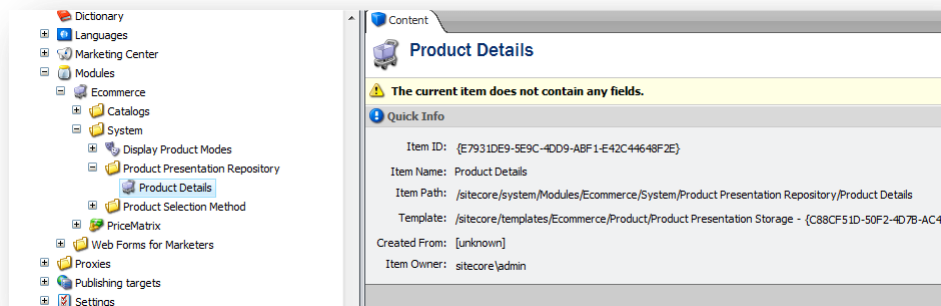 Dictionary
Languages
Marketing Center
Modules
Ecommerce
Catalogs
System
Display Product Modes
Product Presentation Repository
Product Details
Product Selection Method
PriceMatrix
Web Forms for Marketers
Proxies
Publishing targets
Settings
Content
Product Details
The current item does not contain any fields.
Quick Info
Item ID: {E7931DE9-5E9C-4DD9-ABF1-E42C44648F2E}
Item Name: Product Details
Item Path: /sitecore/system/Modules/Ecommerce/System/Product Presentation Repository/Product Details
Template: /sitecore/templates/Ecommerce/Product/Product Presentation Storage - {C88CF51D-50F2-4D7B-AC4
Created From: [unknown]
Item Owner: sitecore\admin